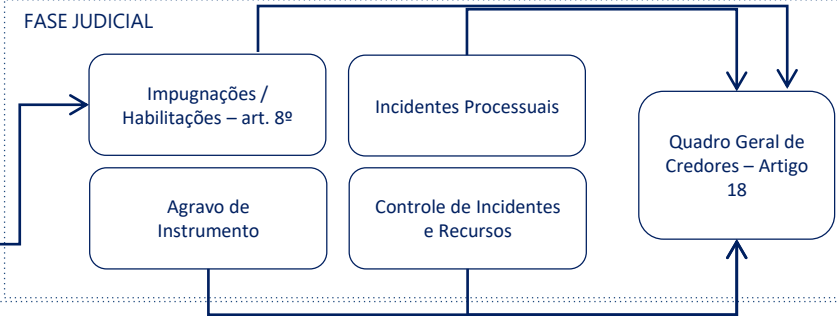 FASE JUDICIAL
Impugnações /
Habilitações – art. 8º
Incidentes Processuais
Quadro Geral de
Credores – Artigo
18
Agravo de
Instrumento
Controle de Incidentes
e Recursos